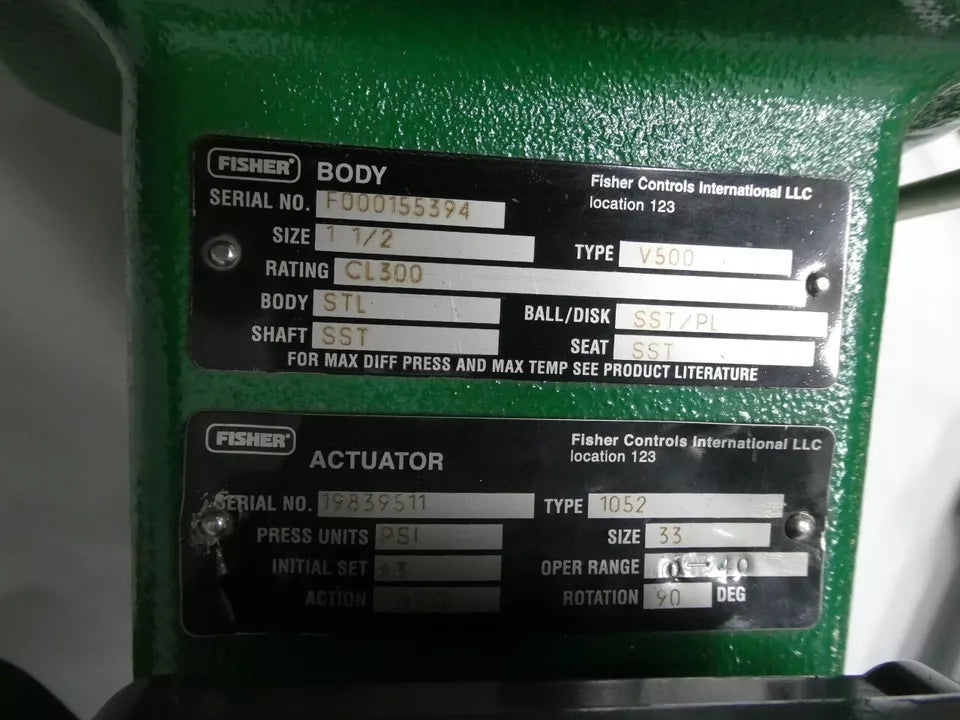 FISHER® BODY Fisher Controls International LLC
SERIAL NO. F000155394 location 123
SIZE 1 1/2 TYPE V500
RATING CL300
BODY STL BALL/DISK SST/PL
SHAFT SST SEAT SST
FOR MAX DIFF PRESS AND MAX TEMP SEE PRODUCT LITERATURE
FISHER® ACTUATOR Fisher Controls International LLC
location 123
SERIAL NO. 19839511 TYPE 1052
PRESS UNITS PSI SIZE 33
INITIAL SET OPER RANGE 40
ACTION ROTATION 90 DEG